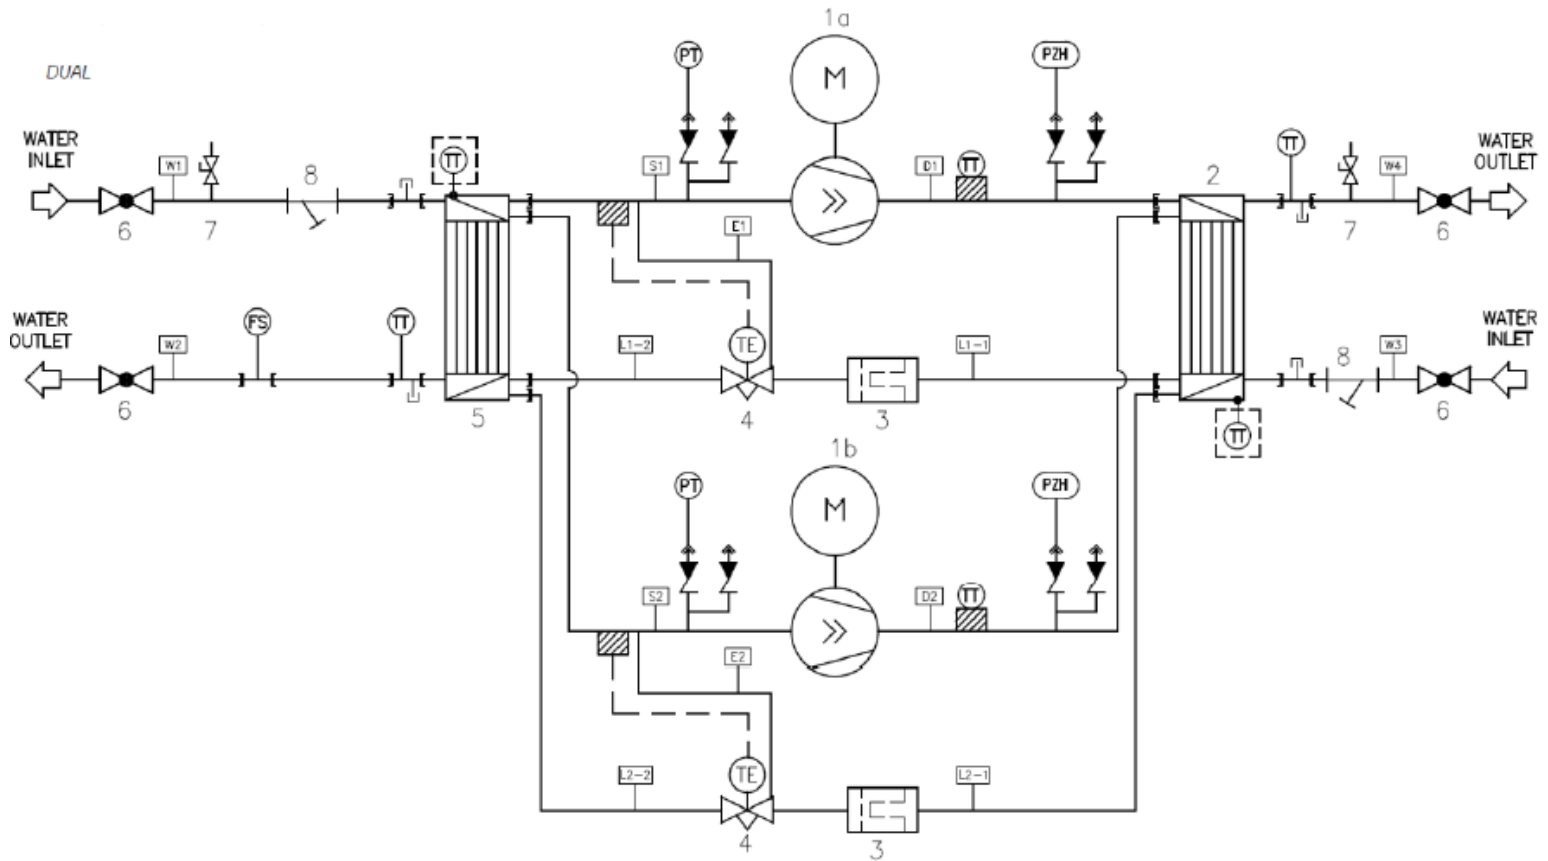 1a
DUAL
PT
M
PZH
WATER
INLET
W1
8
TT
S1
D1
TT
TT
WATER
OUTLET
W4
6
7
2
7
6
E1
WATER
OUTLET
W2
FS
TT
L1-2
TE
L1-1
8
W3
WATER
INLET
6
5
4
3
6
TT
1b
PT
M
PZH
S2
D2
TT
E2
L2-2
TE
L2-1
4
3